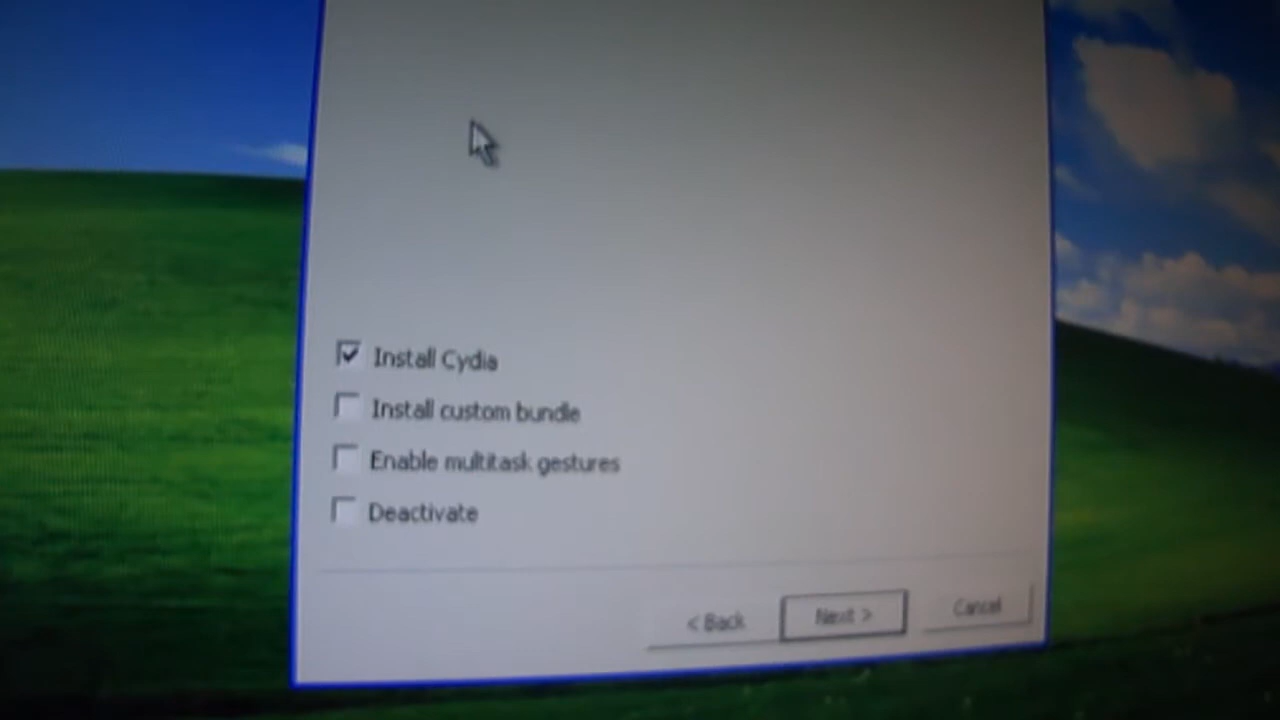 Install Cydia
Install custom bundle
Enable multitask gestures
Deactivate
< Back Next > Cancel